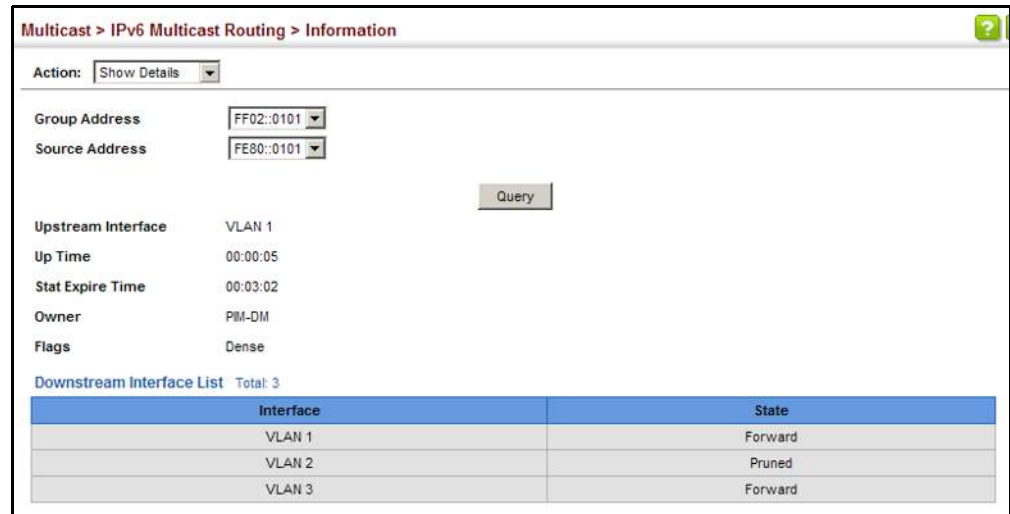 Multicast > IPv6 Multicast Routing > Information
?
Action: Show Details
Group Address FF02::0101
Source Address FE80::0101
Query
Upstream Interface VLAN 1
Up Time 00:00:05
Stat Expire Time 00:03:02
Owner PIM-DM
Flags Dense
Downstream Interface List Total: 3
Interface State
VLAN 1 Forward
VLAN 2 Pruned
VLAN 3 Forward